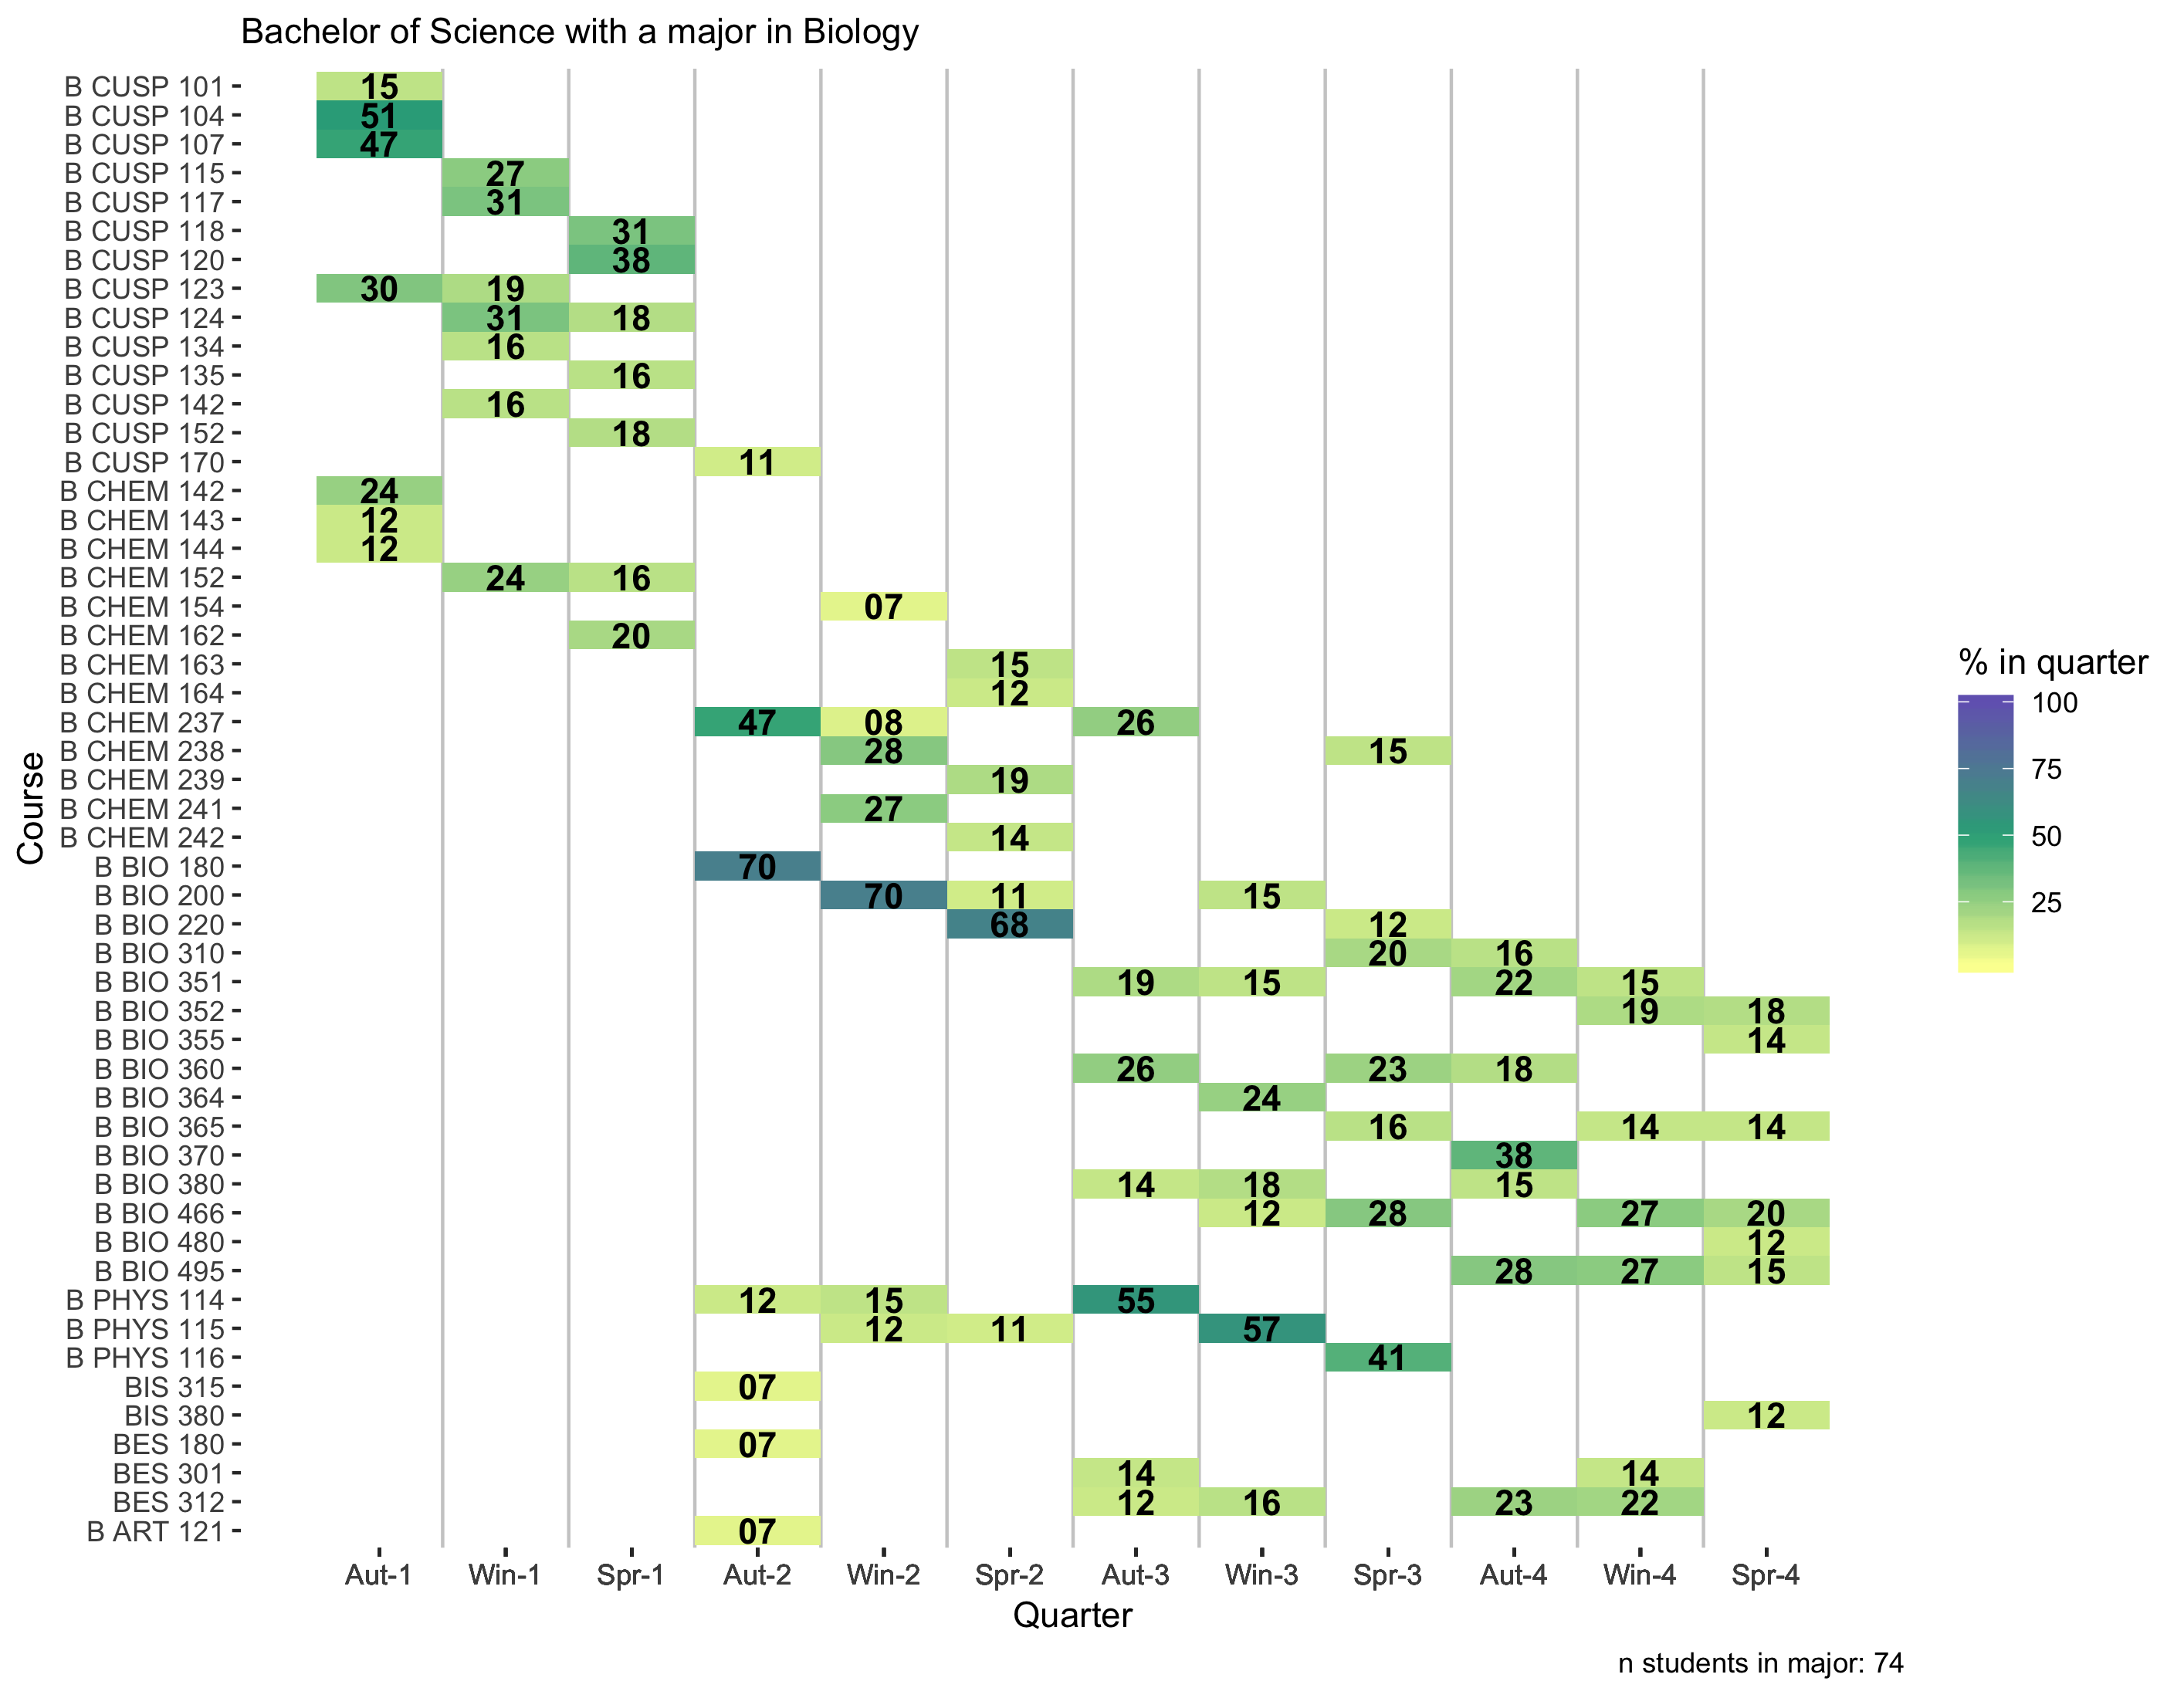 Bachelor of Science with a major in Biology
B CUSP 101 15
B CUSP 104 51
B CUSP 107 47
B CUSP 115 27
B CUSP 117 31
B CUSP 118 31
B CUSP 120 38
B CUSP 123 30 19
B CUSP 124 31 18
B CUSP 134 16
B CUSP 135 16
B CUSP 142 16
B CUSP 152 18
B CUSP 170 11
B CHEM 142 24
B CHEM 143 12
B CHEM 144 12
B CHEM 152 24 16
B CHEM 154 07
B CHEM 162 20
B CHEM 163 15
B CHEM 164 12
B CHEM 237 47 08 26
B CHEM 238 28 15
B CHEM 239 19
B CHEM 241 27
B CHEM 242 14
B BIO 180 70
B BIO 200 70 11 15
B BIO 220 68 12
B BIO 310 20 16
B BIO 351 19 15 22 15
B BIO 352 19 18
B BIO 355 14
B BIO 360 26 23 18
B BIO 364 24
B BIO 365 16 14 14
B BIO 370 38
B BIO 380 14 18 15
B BIO 466 12 28 27 20
B BIO 480 12
B BIO 495 28 27 15
B PHYS 114 12 15 55
B PHYS 115 12 11 57
B PHYS 116 41
BIS 315 07
BIS 380 12
BES 180 07
BES 301 14 14
BES 312 12 16 23 22
B ART 121 07
Course
Aut-1 Win-1 Spr-1 Aut-2 Win-2 Spr-2 Aut-3 Win-3 Spr-3 Aut-4 Win-4 Spr-4
Quarter
% in quarter
100
75
50
25
n students in major: 74